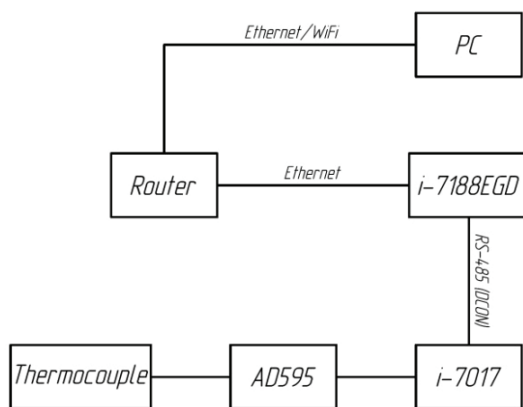 Ethernet/WiFi
PC
Router
Ethernet
i-7188EGD
RS-485 (DCON)
Thermocouple
AD595
i-7017